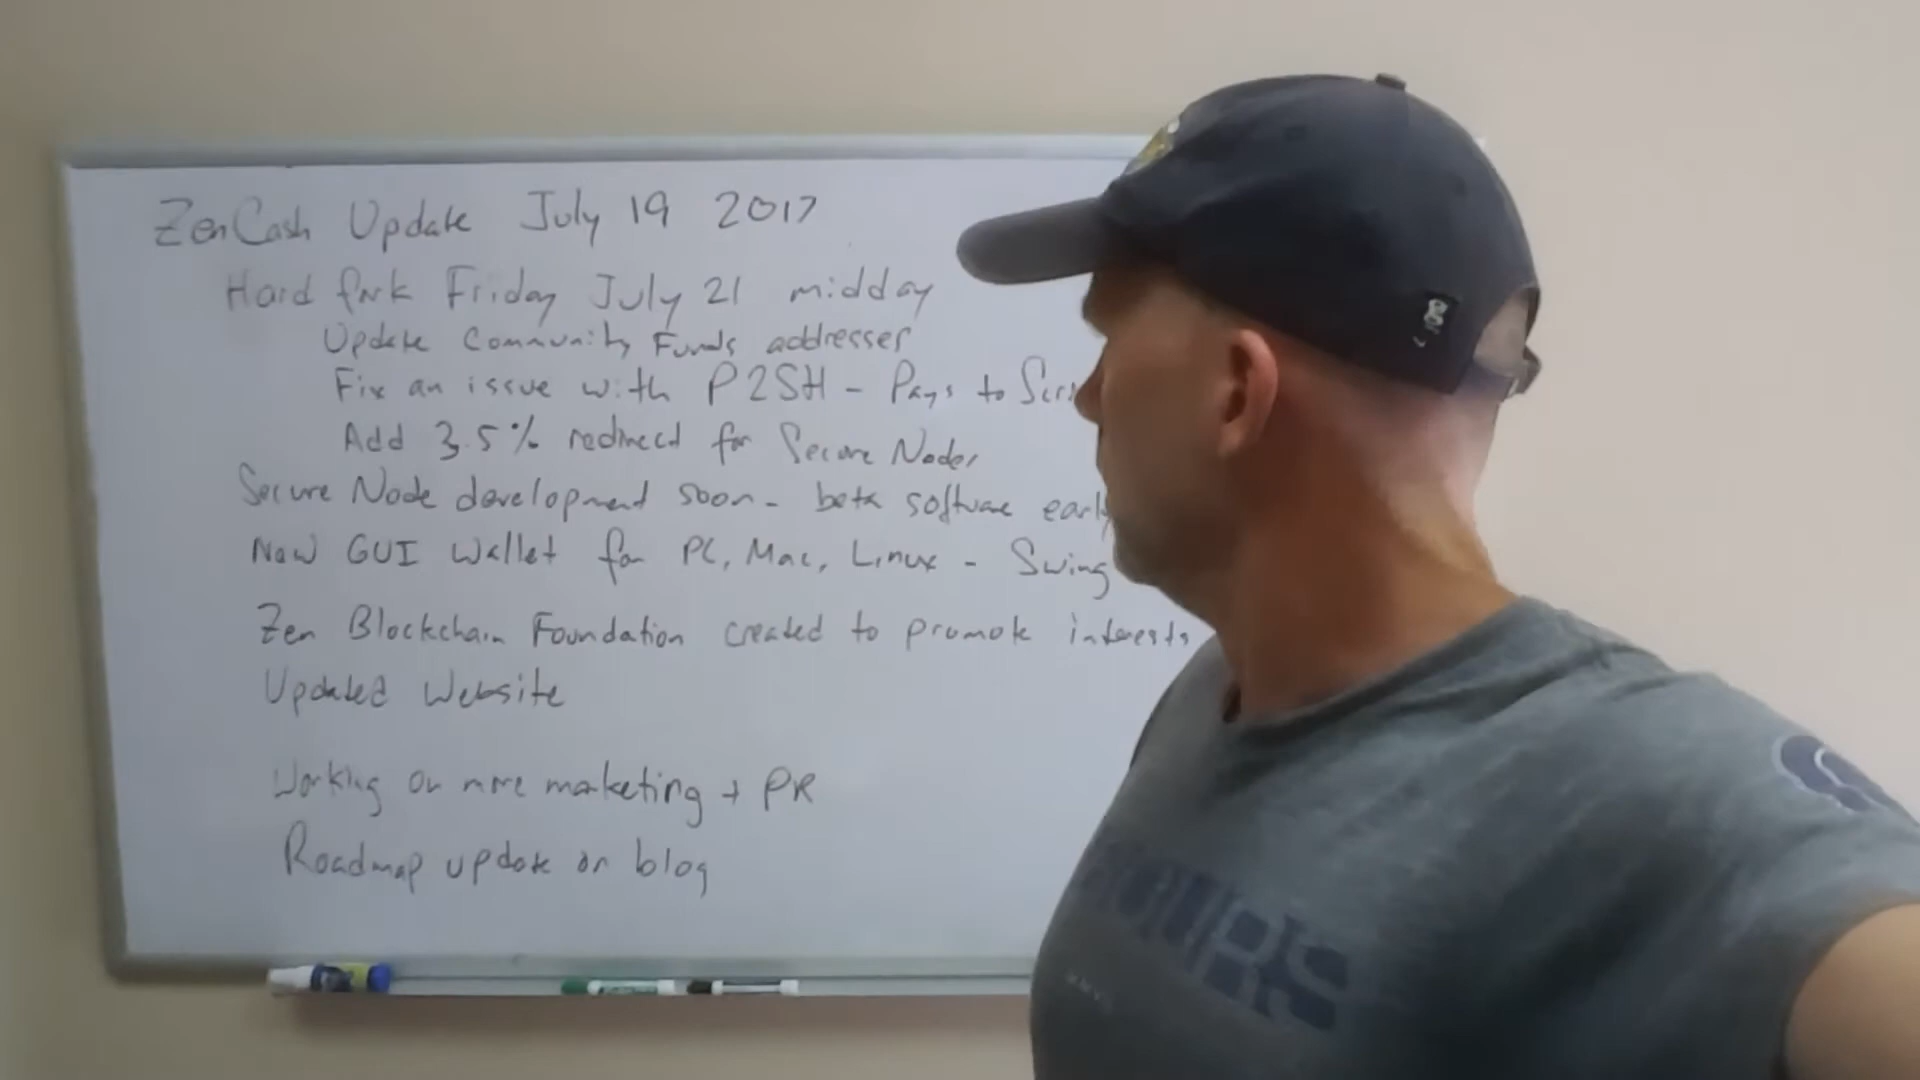 ZenCash Update July 19 2017
Hard fork Friday July 21 midday
Update Community Funds addresses
Fix an issue with P2SH - Pays to Scr
Add 3.5% redirect for Secure Nodes
Secure Node development soon - beta software early
New GUI Wallet for PC, Mac, Linux - Swing
Zen Blockchain Foundation created to promote interests
Updated Website
Working on more marketing + PR
Roadmap update on blog